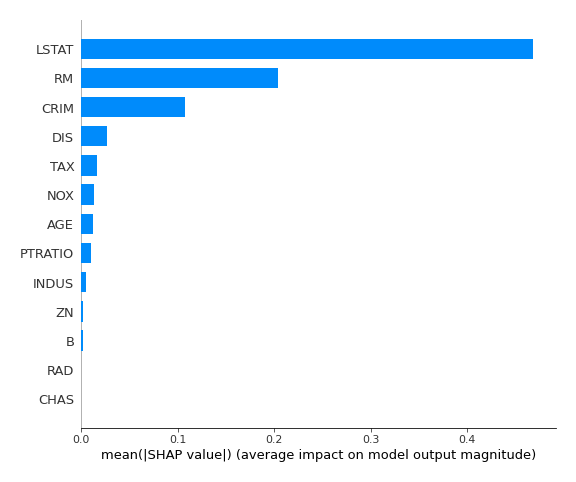 LSTAT
RM
CRIM
DIS
TAX
NOX
AGE
PTRATIO
INDUS
ZN
B
RAD
CHAS
0.0 0.1 0.2 0.3 0.4
mean(|SHAP value|) (average impact on model output magnitude)